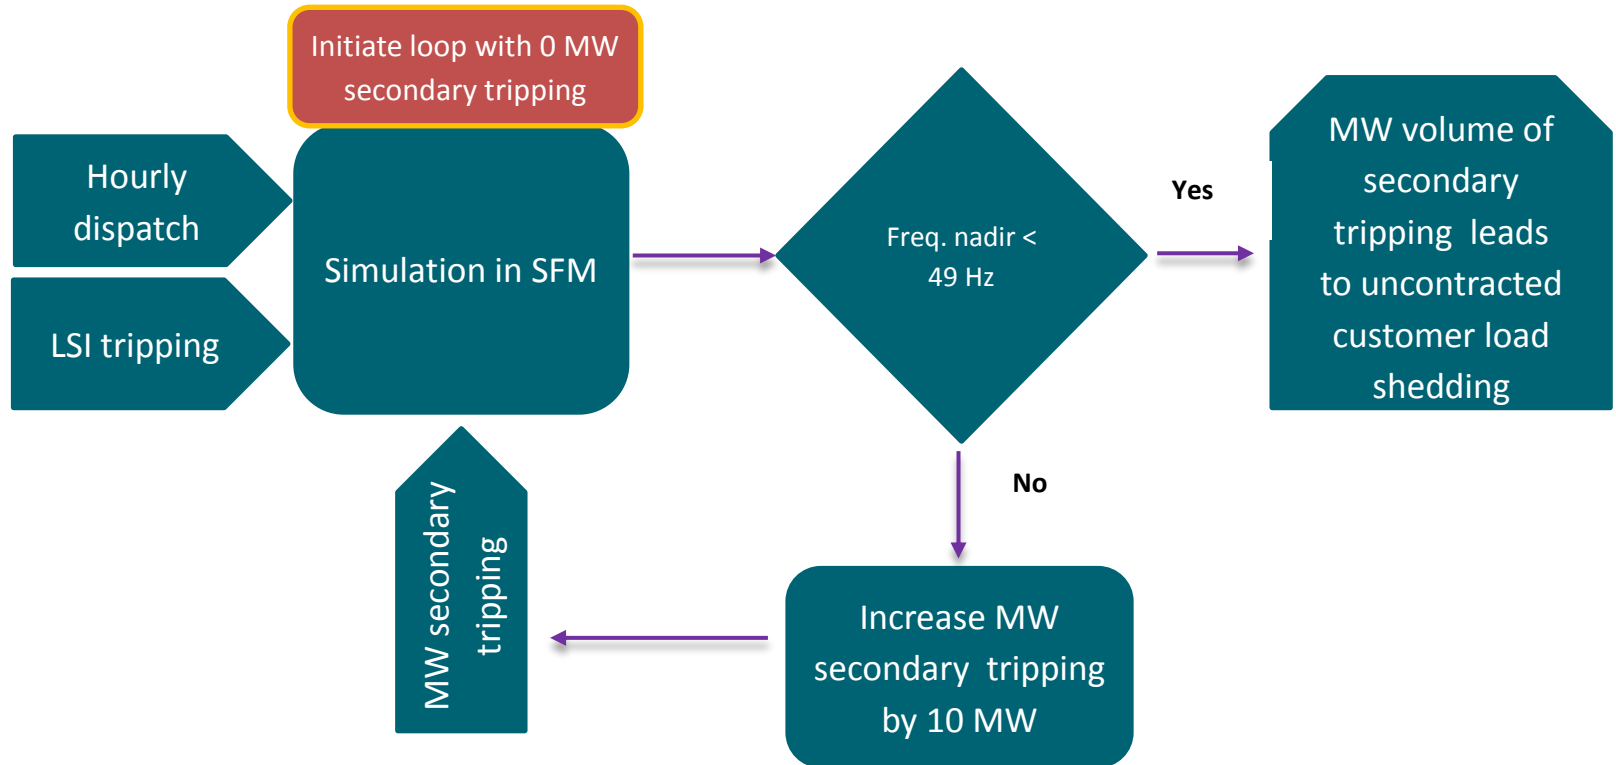 Initiate loop with 0 MW
secondary tripping
Hourly
dispatch
LSI tripping
Simulation in SFM
Freq. nadir <
49 Hz
Yes
MW volume of
secondary
tripping leads
to uncontracted
customer load
shedding
No
Increase MW
secondary tripping
by 10 MW
MW secondary
tripping